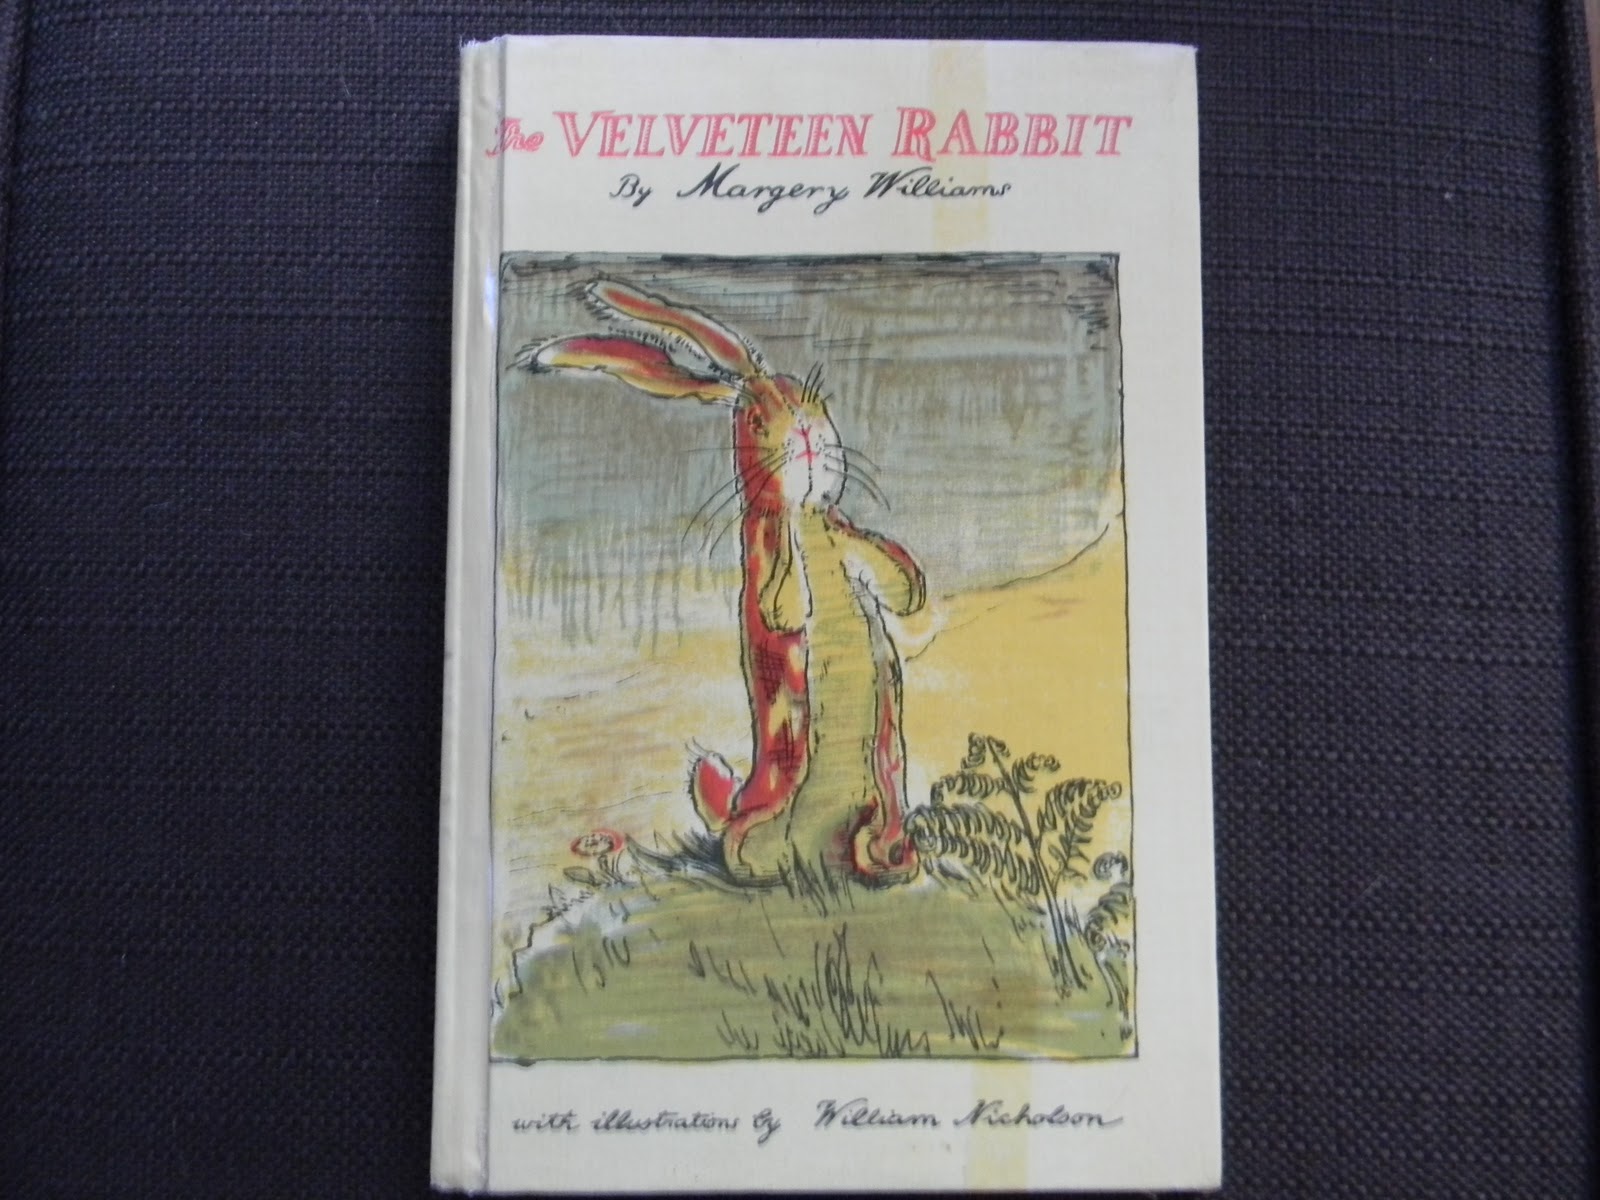 The VELVETEEN RABBIT
By Margery Williams
with illustrations by William Nicholson